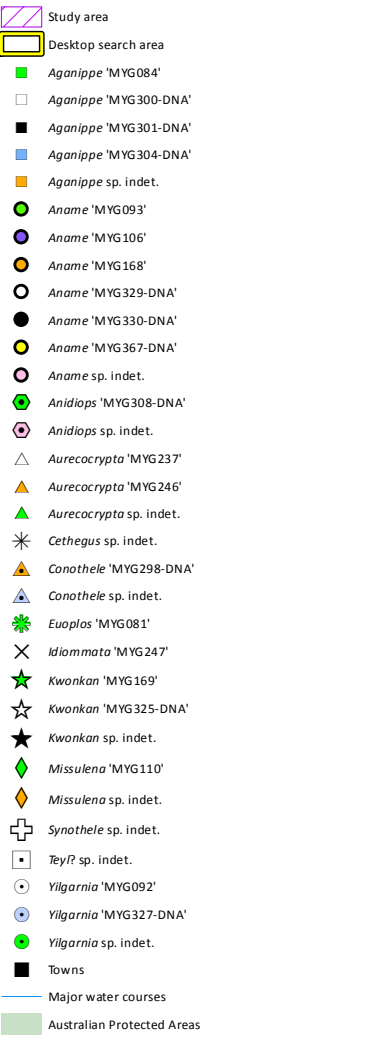 Study area
Desktop search area
Aganippe 'MYG084'
Aganippe 'MYG300-DNA'
Aganippe 'MYG301-DNA'
Aganippe 'MYG304-DNA'
Aganippe sp. indet.
Aname 'MYG093'
Aname 'MYG106'
Aname 'MYG168'
Aname 'MYG329-DNA'
Aname 'MYG330-DNA'
Aname 'MYG367-DNA'
Aname sp. indet.
Anidiops 'MYG308-DNA'
Anidiops sp. indet.
Aurecocrypta 'MYG237'
Aurecocrypta 'MYG246'
Aurecocrypta sp. indet.
Cethegus sp. indet.
Conothele 'MYG298-DNA'
Conothele sp. indet.
Euoplos 'MYG081'
Idiommata 'MYG247'
Kwonkan 'MYG169'
Kwonkan 'MYG325-DNA'
Kwonkan sp. indet.
Missulena 'MYG110'
Missulena sp. indet.
Synothele sp. indet.
Teyl? sp. indet.
Yilgarnia 'MYG092'
Yilgarnia 'MYG327-DNA'
Yilgarnia sp. indet.
Towns
Major water courses
Australian Protected Areas